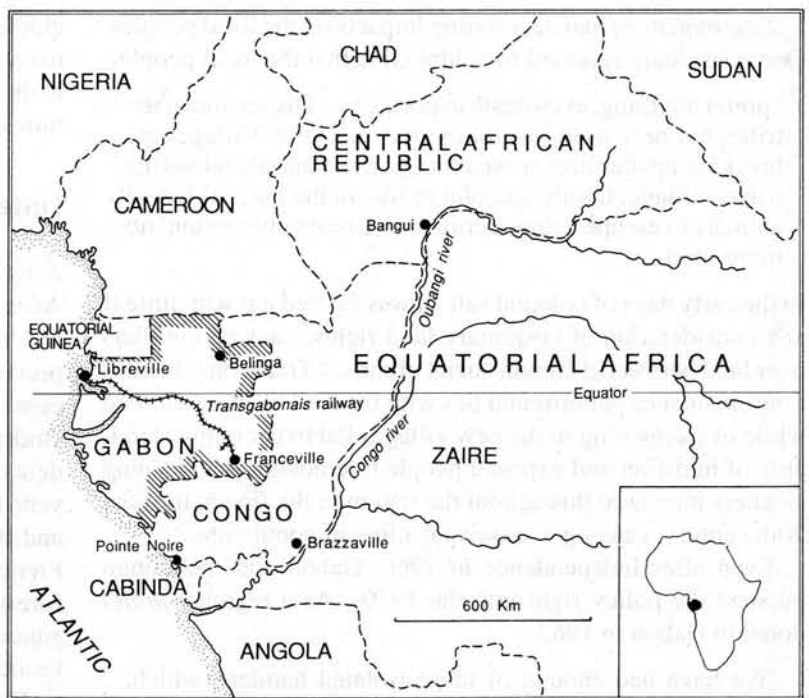 CHAD
NIGERIA
SUDAN
CENTRAL AFRICAN
REPUBLIC
CAMEROON
Bangui
Oubangi river
EQUATORIAL
GUINEA
Libreville
Belinga
EQUATORIAL AFRICA
Transgabonais railway
Equator
GABON
Franceville
Congo river
ZAIRE
CONGO
Pointe Noire
Brazzaville
CABINDA
600 Km
ATLANTIC
ANGOLA